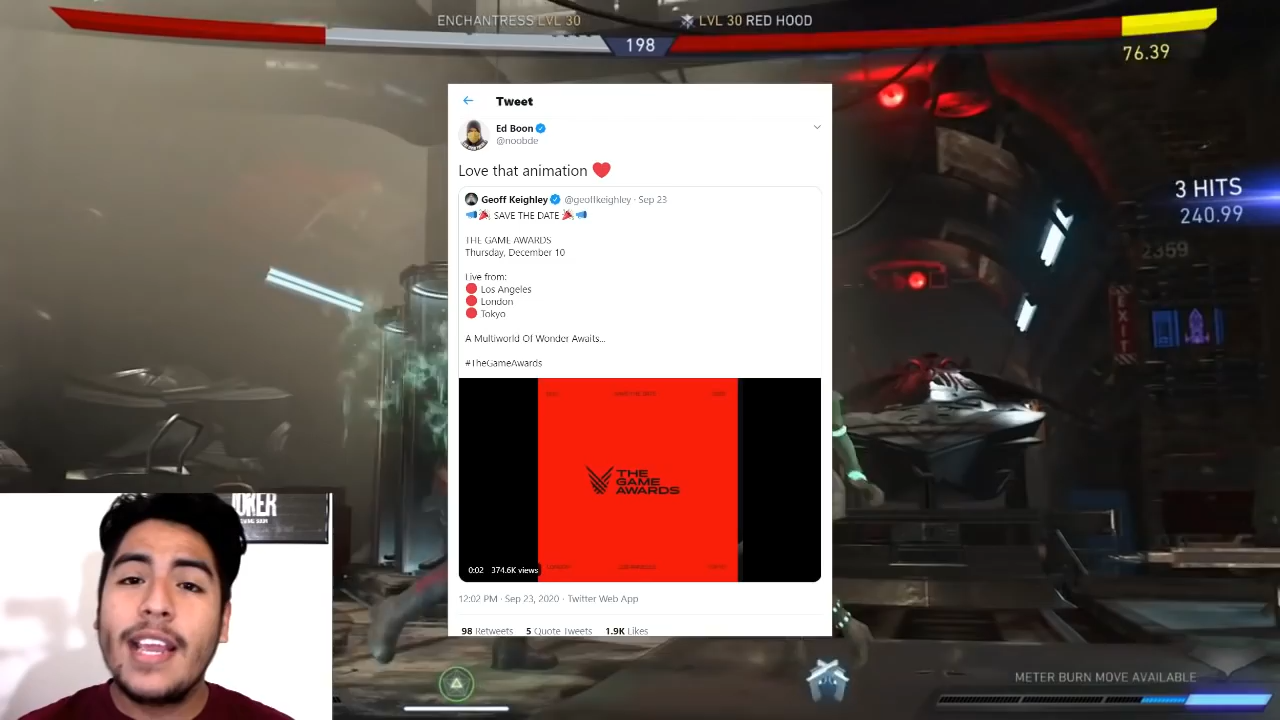 ENCHANTRESS LVL 30
LVL 30 RED HOOD
198
76.39
3 HITS
240.99
2359
EXIT
Tweet
Ed Boon
@noobde
Love that animation ❤
Geoff Keighley @geoffkeighley · Sep 23
📣🎉 SAVE THE DATE 🎉📣
THE GAME AWARDS
Thursday, December 10
Live from:
🔴 Los Angeles
🔴 London
🔴 Tokyo
A Multiworld Of Wonder Awaits...
#TheGameAwards
THE
GAME
AWARDS
LOS ANGELES
0:02 374.6K views
12:02 PM · Sep 23, 2020 · Twitter Web App
98 Retweets 5 Quote Tweets 1.9K Likes
METER BURN MOVE AVAILABLE